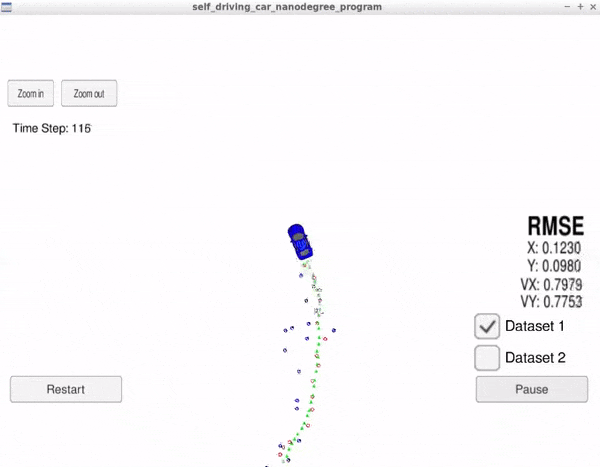 self_driving_car_nanodegree_program
Zoom in Zoom out
Time Step: 116
RMSE
X: 0.1230
Y: 0.0980
VX: 0.7979
VY: 0.7753
Dataset 1
Dataset 2
Restart Pause